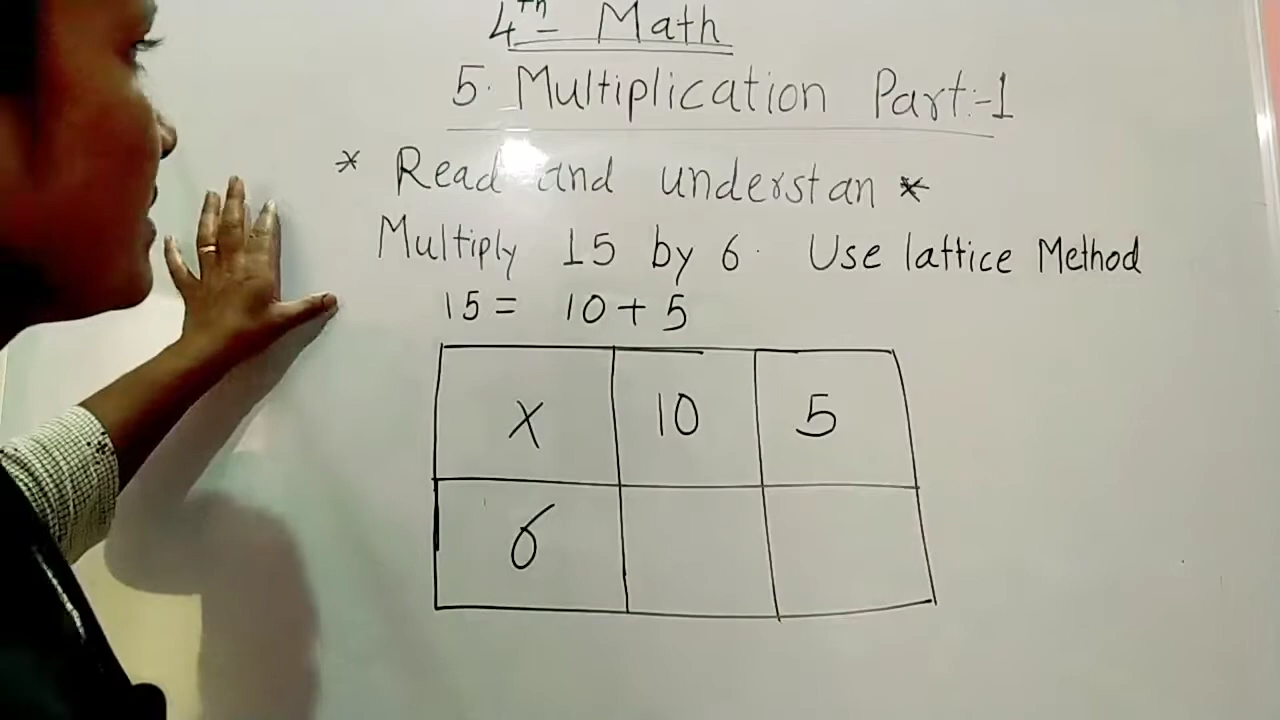 4th - Math
5. Multiplication Part:-1
* Read and understan *
Multiply 15 by 6. Use lattice Method
15 = 10 + 5
X 10 5
6